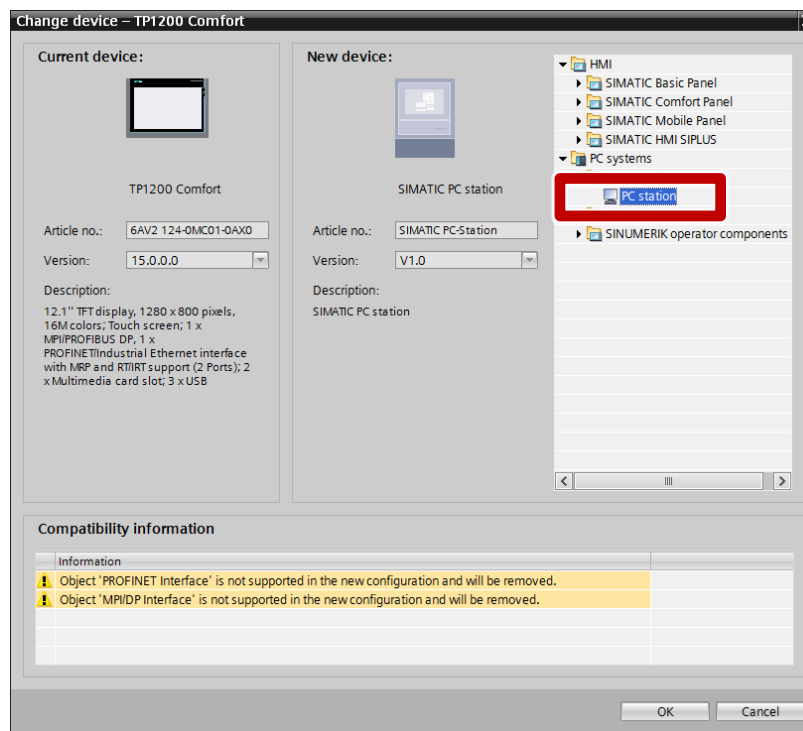 Change device – TP1200 Comfort
Current device:
TP1200 Comfort
Article no.: 6AV2 124-0MC01-0AX0
Version: 15.0.0.0
Description:
12.1" TFT display, 1280 x 800 pixels,
16M colors; Touch screen; 1 x
MPI/PROFIBUS DP, 1 x
PROFINET/Industrial Ethernet interface
with MRP and RT/IRT support (2 Ports); 2
x Multimedia card slot; 3 x USB
New device:
SIMATIC PC station
Article no.: SIMATIC PC-Station
Version: V1.0
Description:
SIMATIC PC station
HMI
SIMATIC Basic Panel
SIMATIC Comfort Panel
SIMATIC Mobile Panel
SIMATIC HMI SIPLUS
PC systems
PC station
SINUMERIK operator components
Compatibility information
Information
Object 'PROFINET Interface' is not supported in the new configuration and will be removed.
Object 'MPI/DP Interface' is not supported in the new configuration and will be removed.
OK Cancel